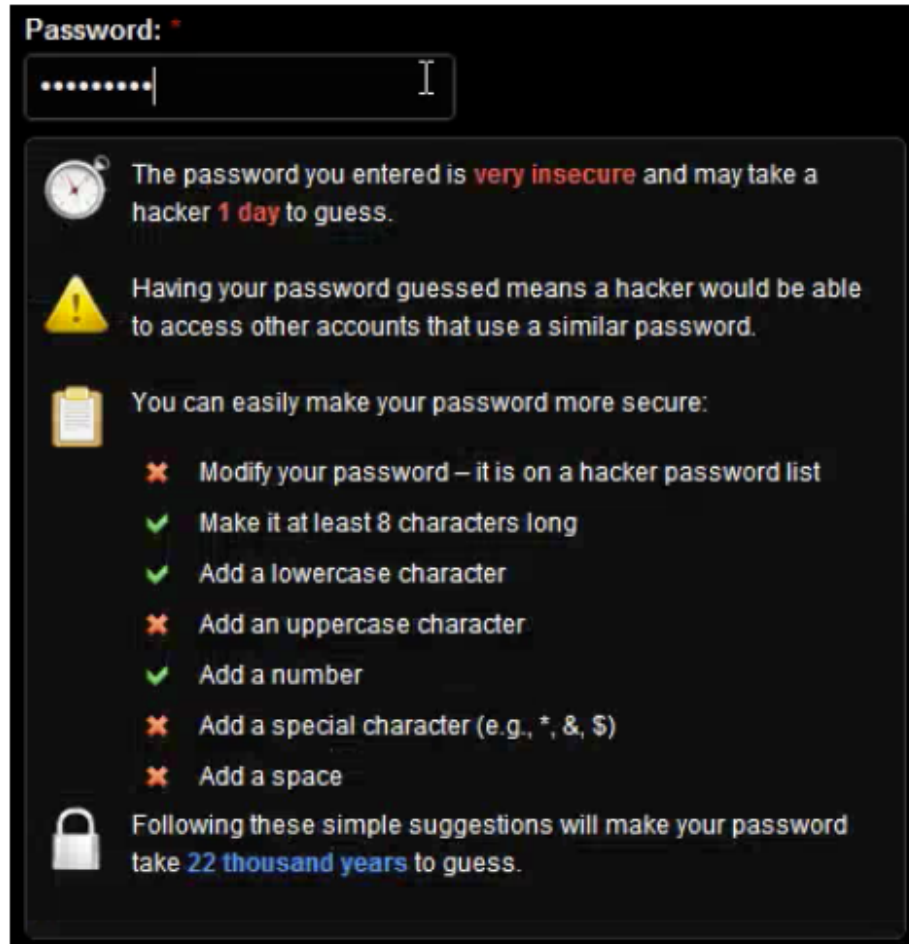 Password: *
•••••••••
The password you entered is very insecure and may take a
hacker 1 day to guess.
Having your password guessed means a hacker would be able
to access other accounts that use a similar password.
You can easily make your password more secure:
Modify your password – it is on a hacker password list
Make it at least 8 characters long
Add a lowercase character
Add an uppercase character
Add a number
Add a special character (e.g., *, &, $)
Add a space
Following these simple suggestions will make your password
take 22 thousand years to guess.